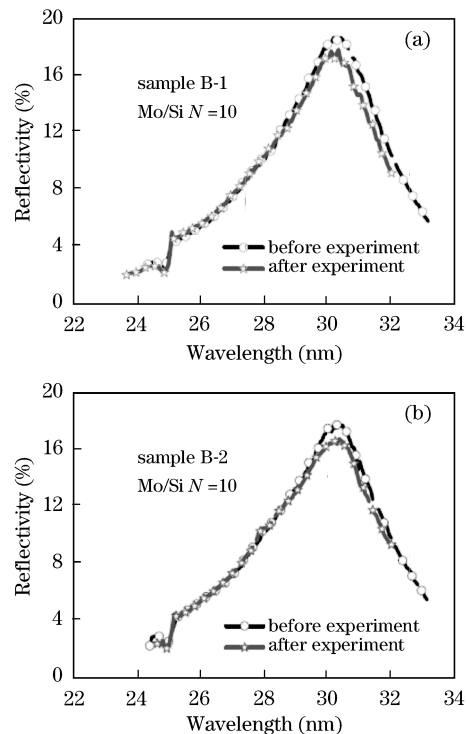 20
(a)
sample B-1
16
Mo/Si N =10
12
Reflectivity (%)
8
4
before experiment
after experiment
0
22 24 26 28 30 32 34
Wavelength (nm)
20
(b)
sample B-2
16
Mo/Si N =10
12
Reflectivity (%)
8
4
before experiment
after experiment
0
22 24 26 28 30 32 34
Wavelength (nm)